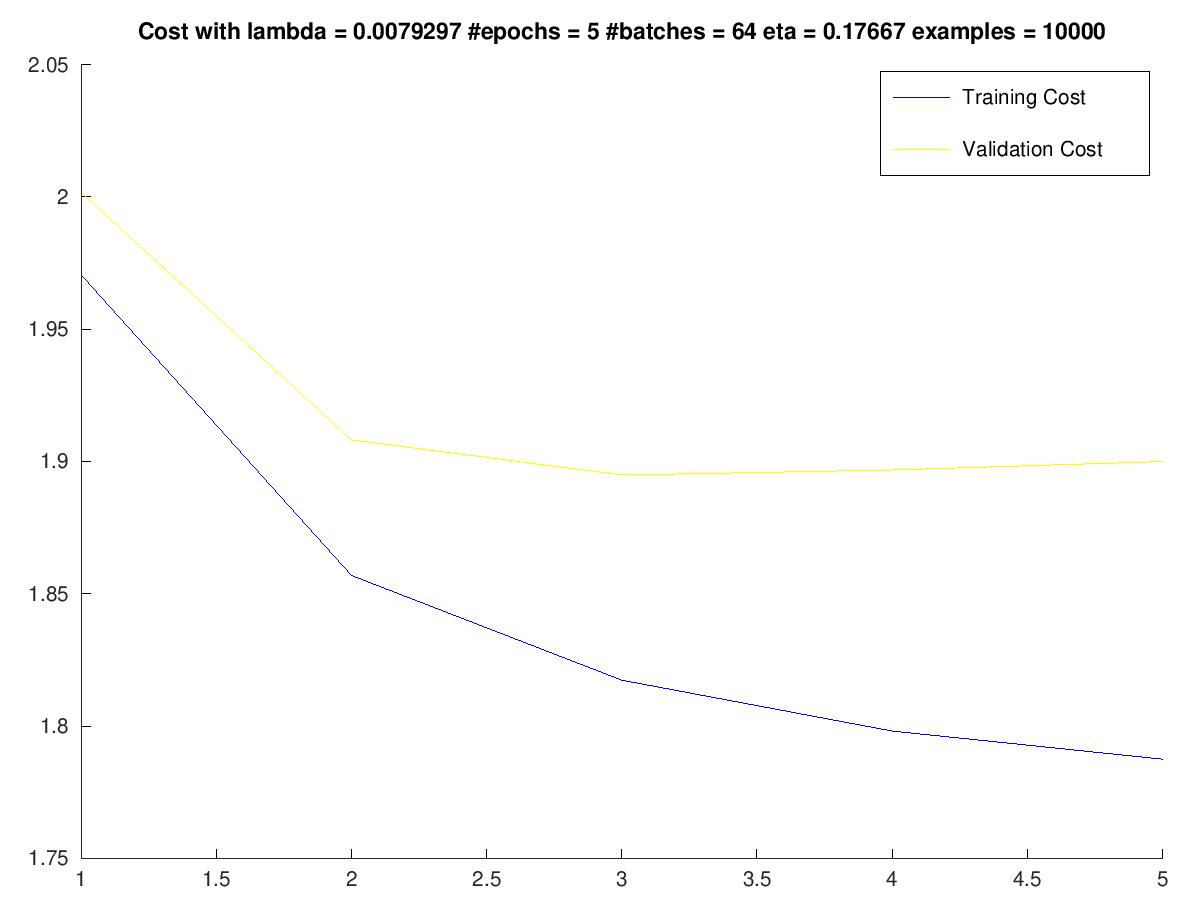 Cost with lambda = 0.0079297 #epochs = 5 #batches = 64 eta = 0.17667 examples = 10000
2.05
Training Cost
Validation Cost
2
1.95
1.9
1.85
1.8
1.75
1 1.5 2 2.5 3 3.5 4 4.5 5